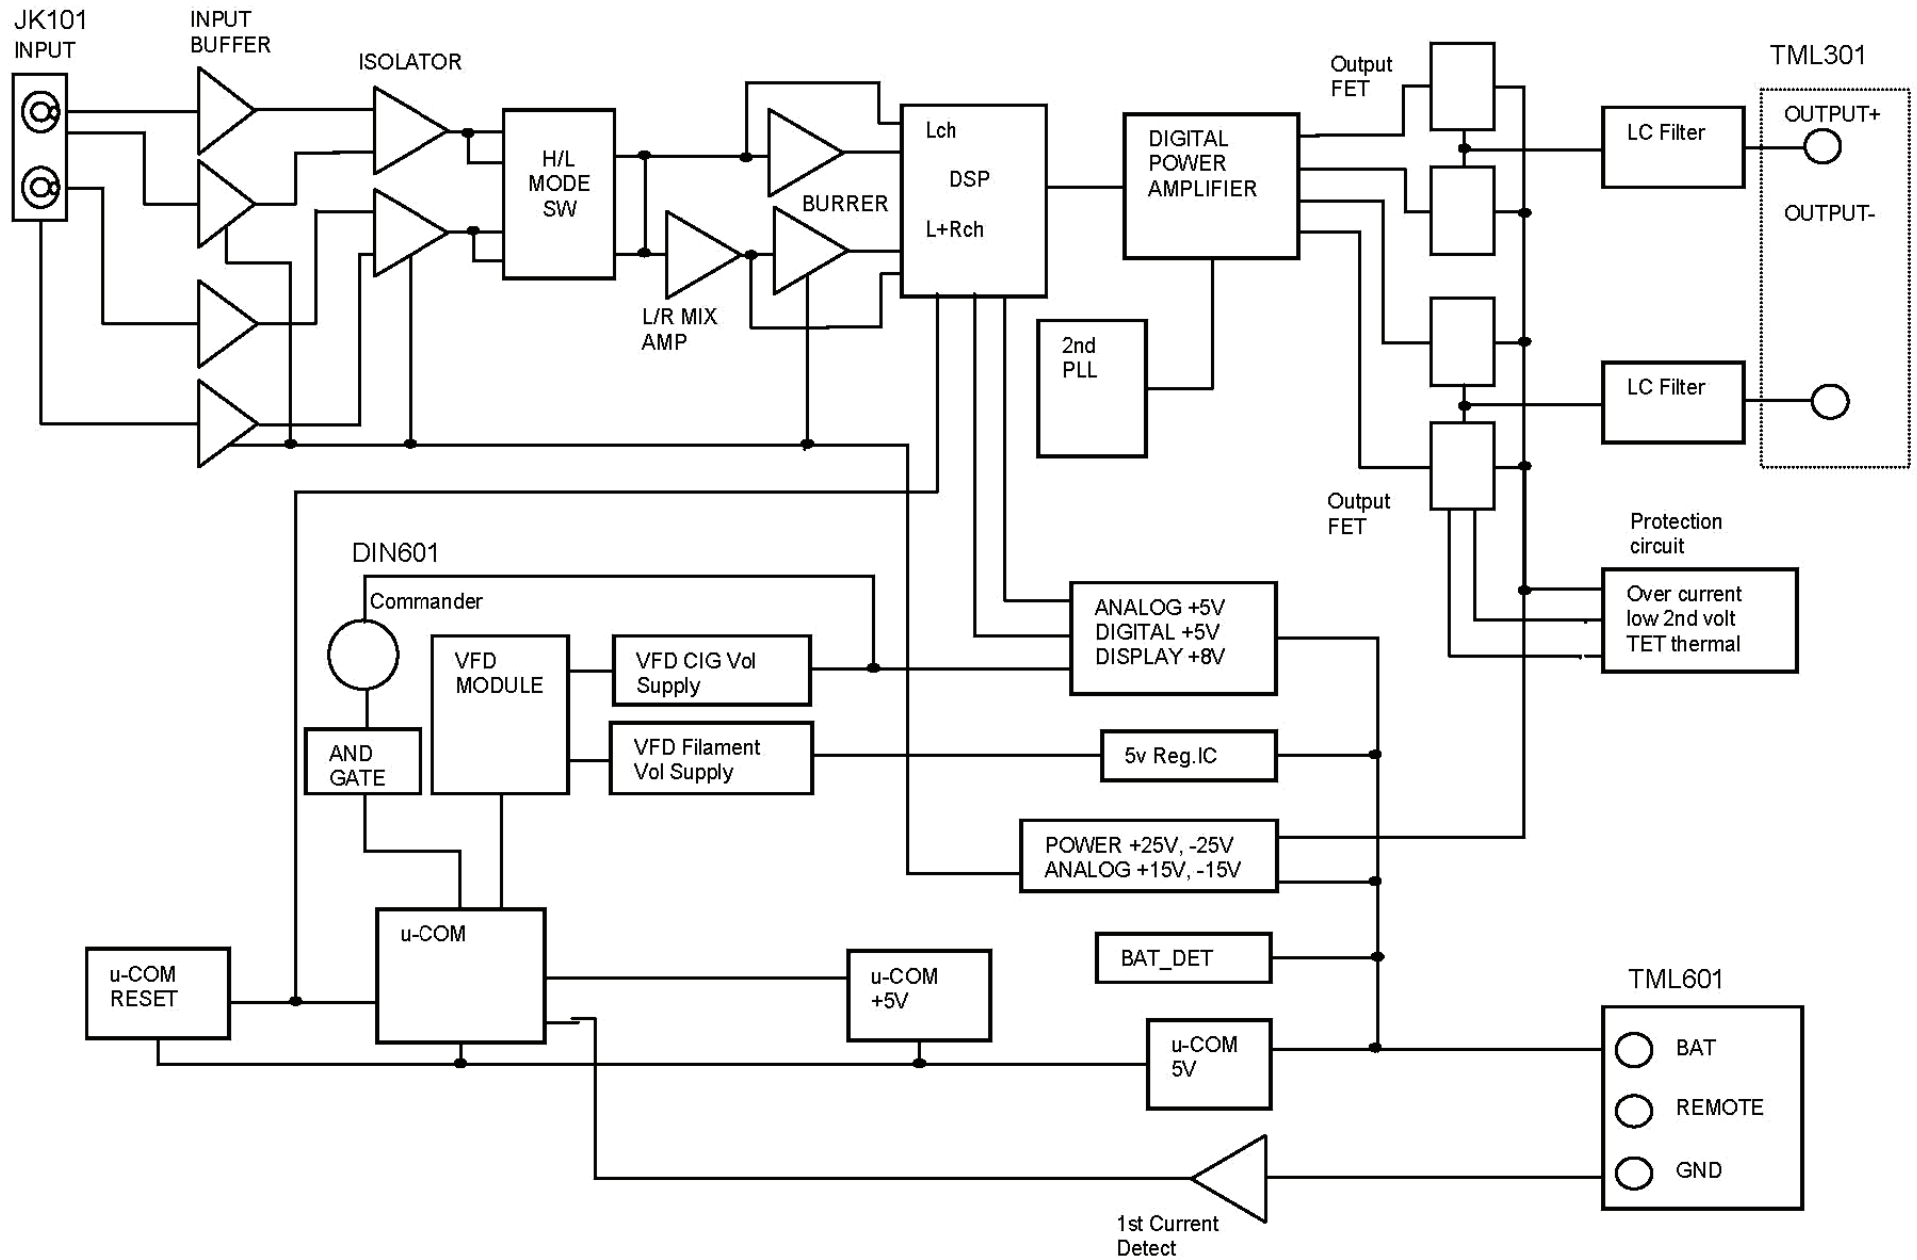 JK101
INPUT
INPUT
BUFFER
ISOLATOR
H/L
MODE
SW
L/R MIX
AMP
BURRER
Lch
DSP
L+Rch
DIGITAL
POWER
AMPLIFIER
2nd
PLL
Output
FET
Output
FET
LC Filter
LC Filter
TML301
OUTPUT+
OUTPUT-
Protection
circuit
Over current
low 2nd volt
TET thermal
DIN601
Commander
AND
GATE
VFD
MODULE
VFD CIG Vol
Supply
VFD Filament
Vol Supply
ANALOG +5V
DIGITAL +5V
DISPLAY +8V
5v Reg.IC
POWER +25V, -25V
ANALOG +15V, -15V
BAT_DET
u-COM
RESET
u-COM
u-COM
+5V
u-COM
5V
TML601
BAT
REMOTE
GND
1st Current
Detect